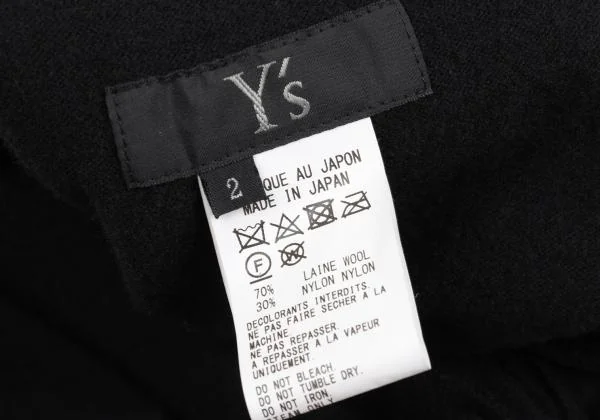 Y's
2
QUE AU JAPON
MADE IN JAPAN
F
W
70% LAINE WOOL
30% NYLON NYLON
DECOLORANTS INTERDITS.
NE PAS FAIRE SECHER À LA
MACHINE.
NE PAS REPASSER.
A REPASSER À LA VAPEUR
UNIQUEMENT.
DO NOT BLEACH.
DO NOT TUMBLE DRY.
DO NOT IRON.
ONLY.